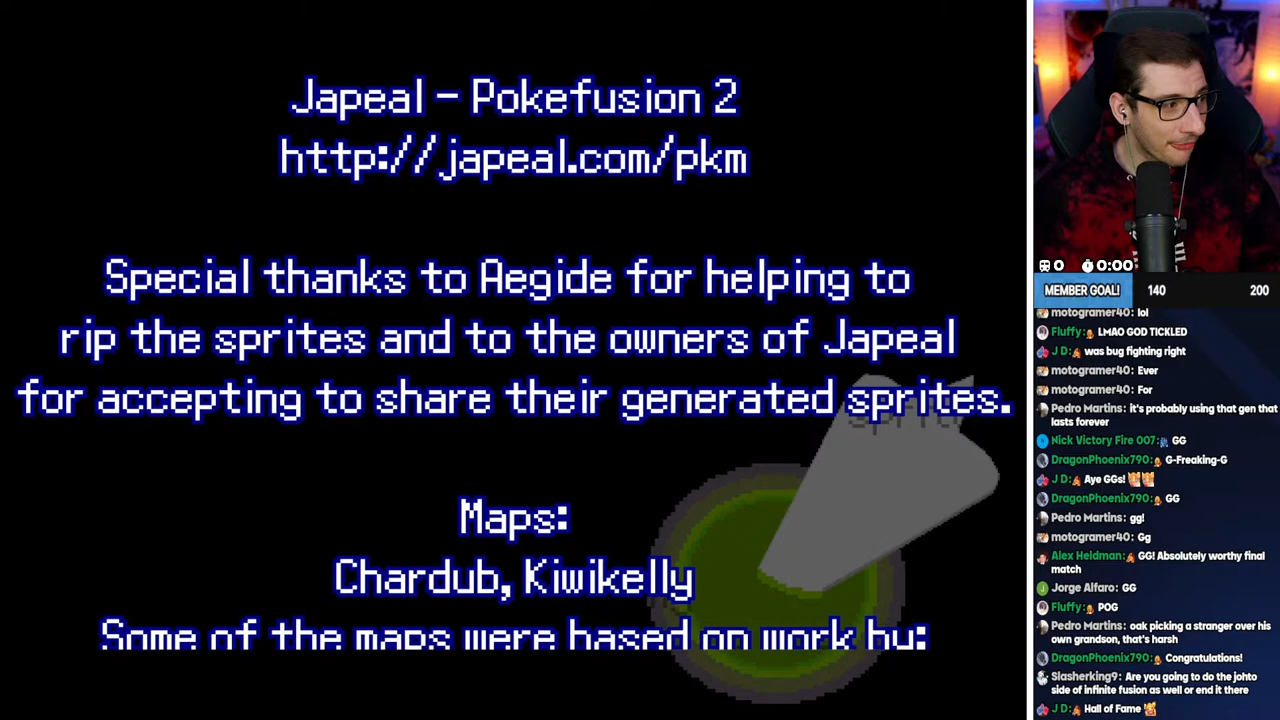 Japeal - Pokefusion 2
http://japeal.com/pkm
Special thanks to Aegide for helping to
rip the sprites and to the owners of Japeal
for accepting to share their generated sprites.
Maps:
Chardub, Kiwikelly
Some of the maps were based on work by:
0
0:00
MEMBER GOAL!
140
200
motogramer40: lol
Fluffy: LMAO GOD TICKLED
J D: was bug fighting right
motogramer40: Ever
motogramer40: For
Pedro Martins: it's probably using that gen that
lasts forever
Nick Victory Fire 007: GG
DragonPhoenix790: G-Freaking-G
J D: Aye GGs!
DragonPhoenix790: GG
Pedro Martins: gg!
motogramer40: Gg
Alex Heldman: GG! Absolutely worthy final
match
Jorge Alfaro: GG
Fluffy: POG
Pedro Martins: oak picking a stranger over his
own grandson, that's harsh
DragonPhoenix790: Congratulations!
Slasherking9: Are you going to do the johto
side of infinite fusion as well or end it there
J D: Hall of Fame